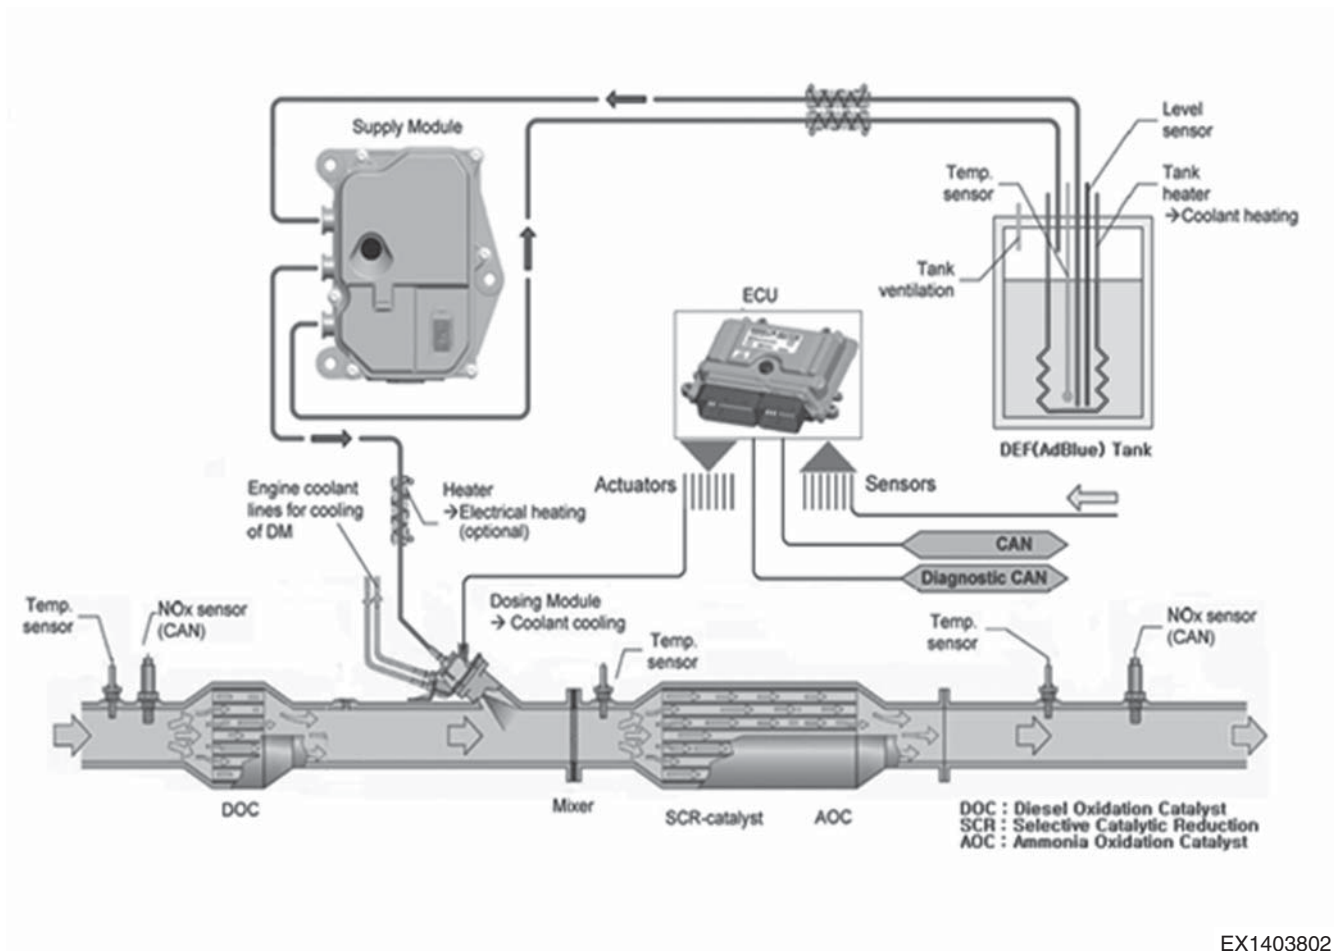 Supply Module
Level
sensor
Temp.
sensor
Tank
heater
→Coolant heating
Tank
ventilation
ECU
DEF(AdBlue) Tank
Actuators
Sensors
Engine coolant
lines for cooling
of DM
Heater
→Electrical heating
(optional)
CAN
Diagnostic CAN
Temp.
sensor
NOx sensor
(CAN)
Dosing Module
→ Coolant cooling
Temp.
sensor
Temp.
sensor
NOx sensor
(CAN)
DOC
Mixer
SCR-catalyst
AOC
DOC : Diesel Oxidation Catalyst
SCR : Selective Catalytic Reduction
AOC : Ammonia Oxidation Catalyst
EX1403802